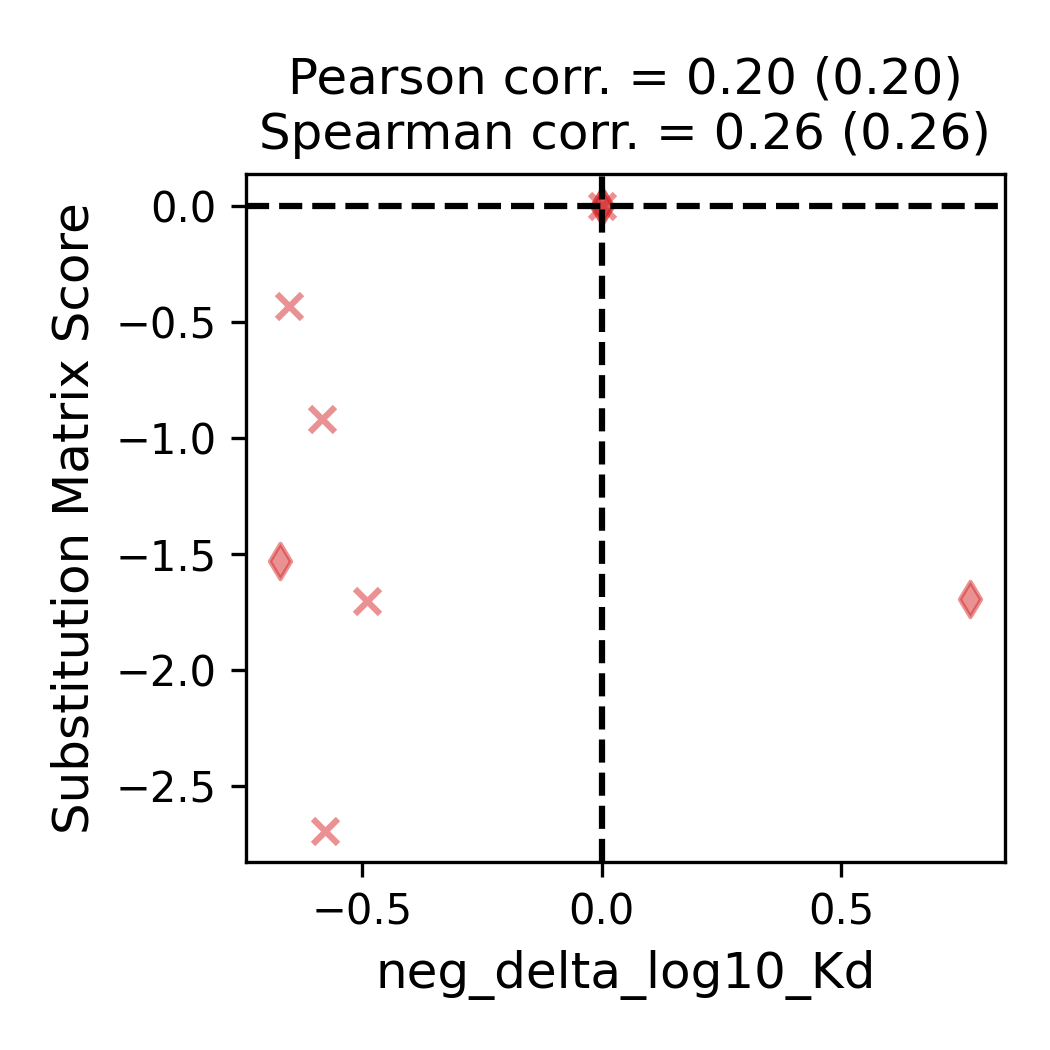 Pearson corr. = 0.20 (0.20)
Spearman corr. = 0.26 (0.26)
Substitution Matrix Score
0.0
−0.5
−1.0
−1.5
−2.0
−2.5
−0.5
0.0
0.5
neg_delta_log10_Kd